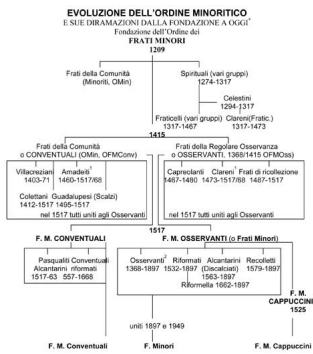 EVOLUZIONE DELL'ORDINE MINORITICO
E SUE DIRAMAZIONI DALLA FONDAZIONE A OGGI*
Fondazione dell'Ordine dei
FRATI MINORI
1209
Frati della Comunità
(Minoriti, OMin)
Spirituali (vari gruppi)
1274-1317
Celestini
1294-1317
Fraticelli (vari gruppi)
1317-1467
Clareni(Fratic.)
1317-
1415
Frati della Comunità
o CONVENTUALI (OMin, OFMConv)
Frati della Regolare Osservanza
o OSSERVANTI, 1368/1415 OFMOss)
Villacreziani Amadeiti¹
1403-71 1460-1517/68
Colettani Guadalupesi (Scalzi)
1412-1517 1495-1517
nel 1517 tutti uniti agli Osservanti
Capreolanti Clareni¹ Frati di ricollezione
1467-1480 1473-1517/68 1487-1517
nel 1517 tutti uniti agli Osservanti
1517
F. M. CONVENTUALI
F. M. OSSERVANTI (o Frati Minori)
Pasqualiti Conventuali
Alcantarini riformati
1517-63 557-1668
Osservanti² Riformati Alcantarini Recolletti
1368-1897 1532-1897 (Discalciati) 1579-1897
1563-1897
Riformella 1662-1897
F. M.
CAPPUCCINI
1525
uniti 1897 e 1949
F. M. Conventuali
F. Minori
F. M. Cappuccini